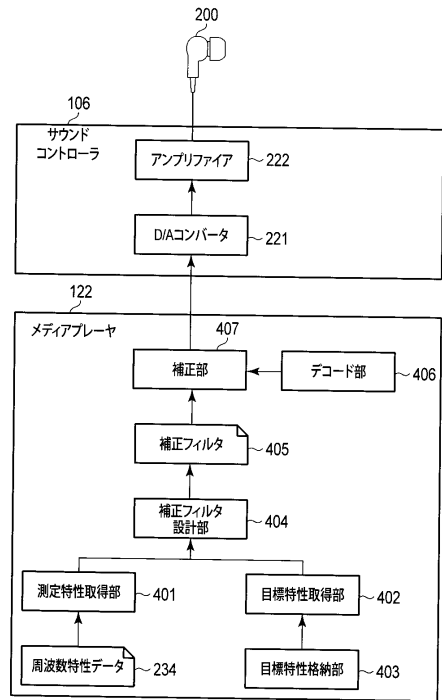 200
106
サウンド
コントローラ
アンプリファイア
222
D/Aコンバータ
221
122
メディアプレーヤ
407
補正部
デコード部
406
補正フィルタ
405
補正フィルタ
設計部
404
測定特性取得部
401
目標特性取得部
402
周波数特性データ
234
目標特性格納部
403